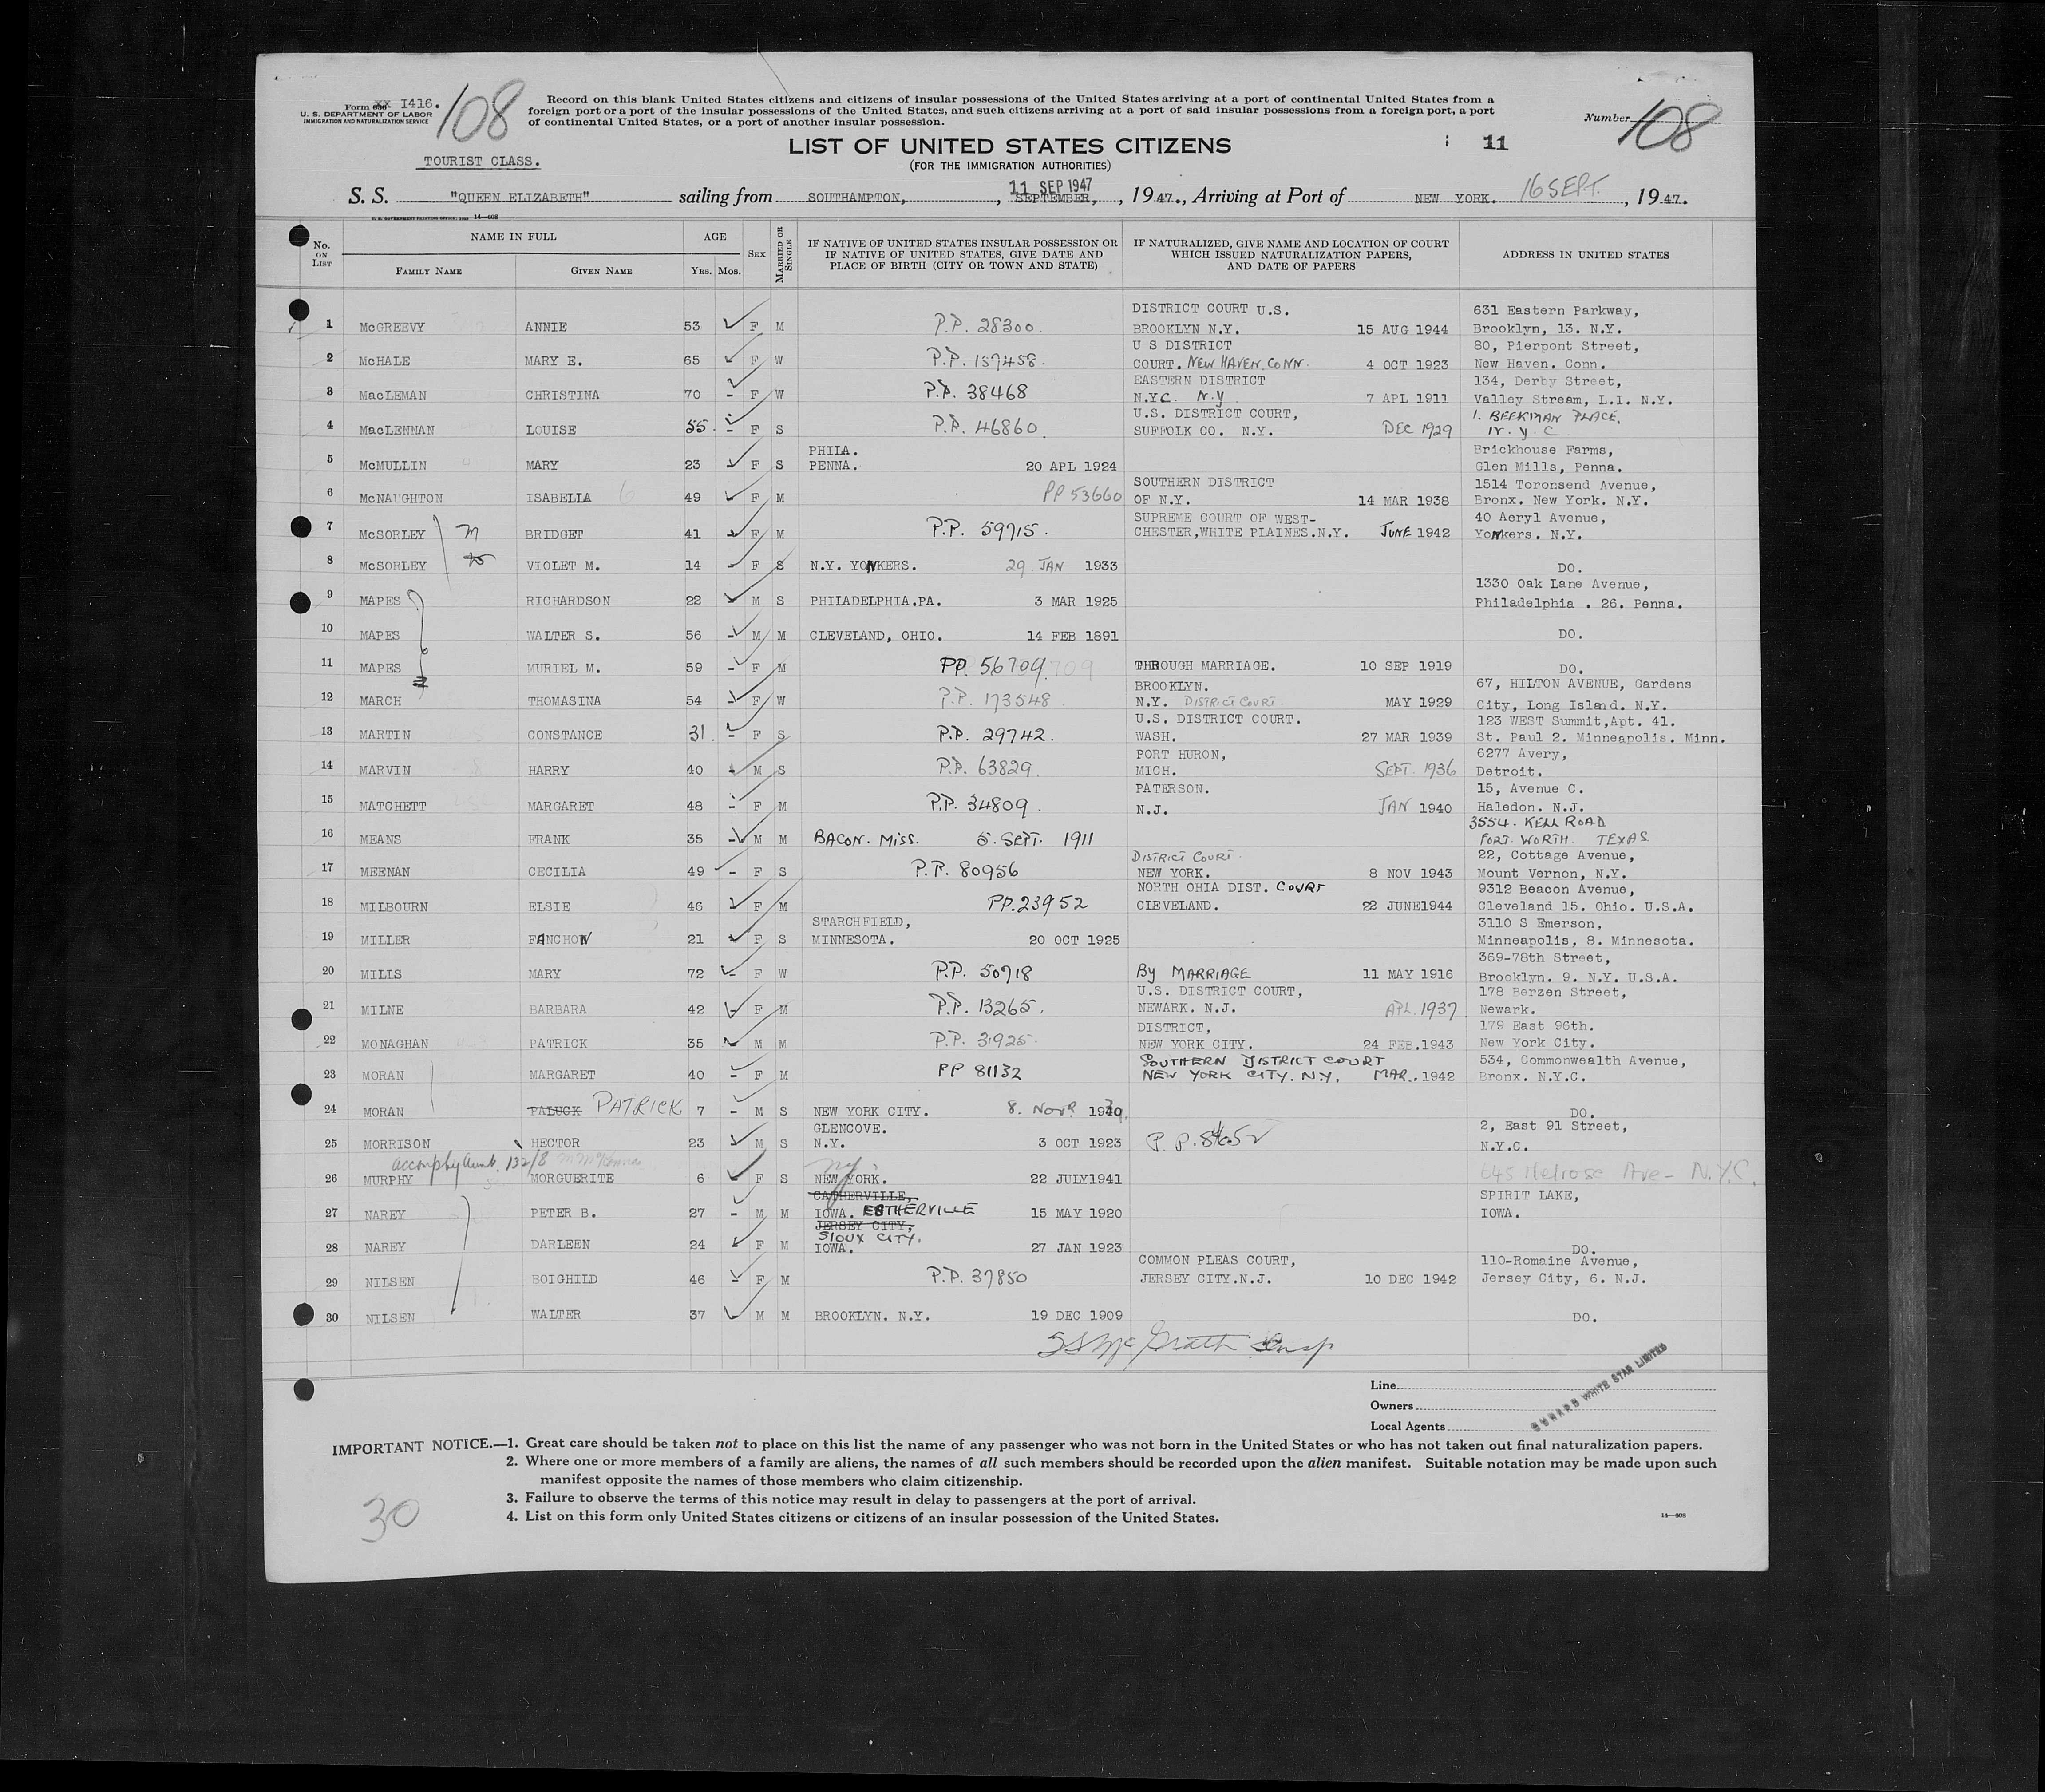 Form xx I416.
U. S. DEPARTMENT OF LABOR
IMMIGRATION AND NATURALIZATION SERVICE
108
Record on this blank United States citizens and citizens of insular possessions of the United States arriving at a port of continental United States from a
foreign port or a port of the insular possessions of the United States, and such citizens arriving at a port of said insular possessions from a foreign port, a port
of continental United States, or a port of another insular possession.
Number 108
LIST OF UNITED STATES CITIZENS
11
(FOR THE IMMIGRATION AUTHORITIES)
TOURIST CLASS.
S. S. "QUEEN ELIZABETH" sailing from SOUTHAMPTON, 11 SEP 1947 SEPTEMBER, , 1947., Arriving at Port of NEW YORK. 16 SEPT. , 1947.
U. S. GOVERNMENT PRINTING OFFICE: 14—608
No. ON LIST
NAME IN FULL
FAMILY NAME GIVEN NAME
AGE
YRS. MOS.
SEX
MARRIED OR SINGLE
IF NATIVE OF UNITED STATES INSULAR POSSESSION OR
IF NATIVE OF UNITED STATES, GIVE DATE AND
PLACE OF BIRTH (CITY OR TOWN AND STATE)
IF NATURALIZED, GIVE NAME AND LOCATION OF COURT
WHICH ISSUED NATURALIZATION PAPERS,
AND DATE OF PAPERS
ADDRESS IN UNITED STATES
DISTRICT COURT U.S. 631 Eastern Parkway,
1 McGREEVY ANNIE 53 F M P.P. 28300. BROOKLYN N.Y. 15 AUG 1944 Brooklyn, 13. N.Y.
U S DISTRICT 80, Pierpont Street,
2 McHALE MARY E. 65 F W P.P. 157458. COURT. NEW HAVEN. CONN. 4 OCT 1923 New Haven. Conn.
EASTERN DISTRICT 134, Derby Street,
3 MacLEMAN CHRISTINA 70 - F W P.P. 38468 N.Y.C. N.Y 7 APL 1911 Valley Stream, L.I. N.Y.
U.S. DISTRICT COURT, 1. BEEKMAN PLACE.
4 MacLENNAN LOUISE 55. - F S P.P. 46860. SUFFOLK CO. N.Y. DEC 1929 N. Y. C
PHILA. Brickhouse Farms,
5 McMULLIN MARY 23 F S PENNA. 20 APL 1924 Glen Mills, Penna.
SOUTHERN DISTRICT 1514 Toronsend Avenue,
6 McNAUGHTON ISABELLA 49 F M PP 53660 OF N.Y. 14 MAR 1938 Bronx. New York. N.Y.
SUPREME COURT OF WEST- 40 Aeryl Avenue,
7 McSORLEY BRIDGET 41 F M P.P. 59715. CHESTER,WHITE PLAINES.N.Y. JUNE 1942 Yonkers. N.Y.
8 McSORLEY VIOLET M. 14 F S N.Y. YONKERS. 29 JAN 1933 DO.
1330 Oak Lane Avenue,
9 MAPES RICHARDSON 22 M S PHILADELPHIA.PA. 3 MAR 1925 Philadelphia . 26. Penna.
10 MAPES WALTER S. 56 - M M CLEVELAND, OHIO. 14 FEB 1891 DO.
11 MAPES MURIEL M. 59 - F M PP. 56709. THROUGH MARRIAGE. 10 SEP 1919 DO.
BROOKLYN. 67, HILTON AVENUE, Gardens
12 MARCH THOMASINA 54 F W P.P. 173548 N.Y. DISTRICT COURT. MAY 1929 City, Long Island. N.Y.
U.S. DISTRICT COURT. 123 WEST Summit,Apt. 41.
13 MARTIN CONSTANCE 31. - F S P.P. 29742. WASH. 27 MAR 1939 St. Paul 2. Minneapolis. Minn.
PORT HURON, 6277 Avery,
14 MARVIN HARRY 40 M S P.P. 63829. MICH. SEPT. 1936 Detroit.
PATERSON. 15, Avenue C.
15 MATCHETT MARGARET 48 - F M P.P. 34809. N.J. JAN 1940 Haledon. N.J.
3554. KELL ROAD
16 MEANS FRANK 35 - M M BACON. MISS. 5. SEPT. 1911 FORT. WORTH. TEXAS
DISTRICT COURT. 22, Cottage Avenue,
17 MEENAN CECILIA 49 - F S P.P. 80956 NEW YORK. 8 NOV 1943 Mount Vernon, N.Y.
NORTH OHIA DIST. COURT 9312 Beacon Avenue,
18 MILBOURN ELSIE 46 F M PP. 23952 CLEVELAND. 22 JUNE1944 Cleveland 15. Ohio. U.S.A.
STARCHFIELD, 3110 S Emerson,
19 MILLER FANCHON 21 F S MINNESOTA. 20 OCT 1925 Minneapolis, 8. Minnesota.
369-78th Street,
20 MILLS MARY 72 - F W P.P. 50718 By MARRIAGE 11 MAY 1916 Brooklyn. 9. N.Y. U.S.A.
U.S. DISTRICT COURT, 178 Berzen Street,
21 MILNE BARBARA 42 F M P.P. 13265. NEWARK. N.J. APL. 1937 Newark.
DISTRICT, 179 East 96th.
22 MONAGHAN PATRICK 35 M M P.P. 31925. NEW YORK CITY. 24 FEB.1943 New York City.
SOUTHERN DISTRICT COURT 534, Commonwealth Avenue,
23 MORAN MARGARET 40 - F M PP 81132 NEW YORK CITY. N.Y. MAR. 1942 Bronx. N.Y.C.
24 MORAN PALUCK PATRICK 7 - M S NEW YORK CITY. 8. NOVR 1939. DO.
GLENCOVE. 2, East 91 Street,
25 MORRISON HECTOR 23 M S N.Y. 3 OCT 1923 N.Y.C.
accomp by Aunt. 132/8
26 MURPHY MORGUERITE 6 F S NEW YORK. 22 JULY1941 645 Melrose Ave - N.Y.C.
CATHERVILLE, SPIRIT LAKE,
27 NAREY PETER B. 27 - M M IOWA. ESTHERVILLE 15 MAY 1920 IOWA.
JERSEY CITY,
SIOUX CITY.
28 NAREY DARLEEN 24 F M IOWA. 27 JAN 1923 DO.
COMMON PLEAS COURT, 110-Romaine Avenue,
29 NILSEN BOIGHILD 46 - F M P.P. 37850 JERSEY CITY.N.J. 10 DEC 1942 Jersey City, 6. N.J.
30 NILSEN WALTER 37 M M BROOKLYN. N.Y. 19 DEC 1909 DO.
McGrath Insp
Line
Owners
Local Agents
CUNARD WHITE STAR LIMITED
IMPORTANT NOTICE.—1. Great care should be taken not to place on this list the name of any passenger who was not born in the United States or who has not taken out final naturalization papers.
2. Where one or more members of a family are aliens, the names of all such members should be recorded upon the alien manifest. Suitable notation may be made upon such
manifest opposite the names of those members who claim citizenship.
3. Failure to observe the terms of this notice may result in delay to passengers at the port of arrival.
4. List on this form only United States citizens or citizens of an insular possession of the United States.
14—608
30